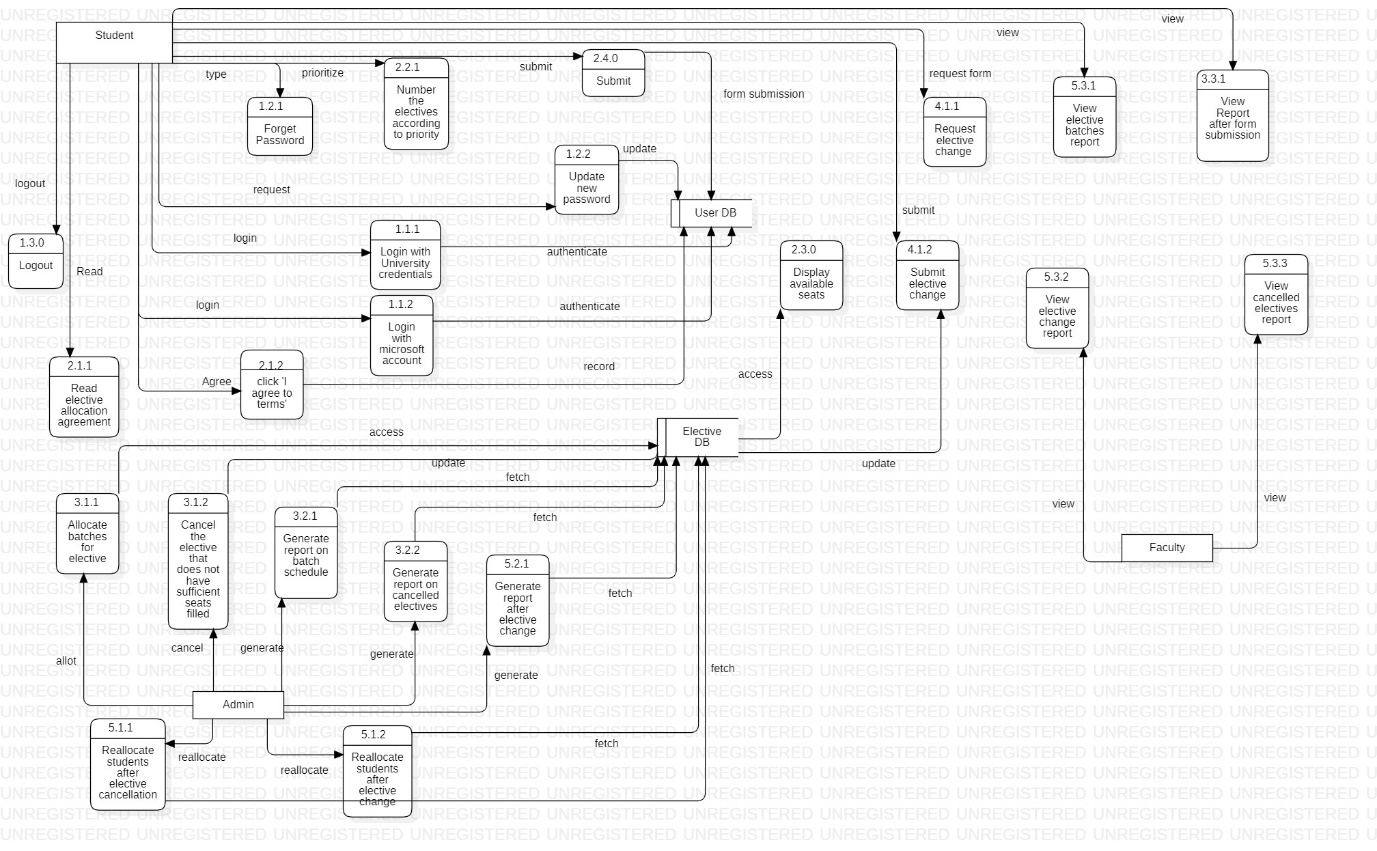 Student
view
view
type
prioritize
submit
request form
form submission
2.4.0
Submit
2.2.1
Number
the
electives
according
to priority
1.2.1
Forget
Password
4.1.1
Request
elective
change
5.3.1
View
elective
batches
report
3.3.1
View
Report
after form
submission
logout
request
1.2.2
Update
new
password
update
User DB
submit
1.3.0
Logout
Read
login
1.1.1
Login with
University
credentials
authenticate
2.3.0
Display
available
seats
4.1.2
Submit
elective
change
5.3.2
View
elective
change
report
5.3.3
View
cancelled
electives
report
login
1.1.2
Login
with
microsoft
account
authenticate
2.1.1
Read
elective
allocation
agreement
Agree
2.1.2
click 'I
agree to
terms'
record
access
access
Elective
DB
update
update
fetch
fetch
fetch
3.1.1
Allocate
batches
for
elective
3.1.2
Cancel
the
elective
that
does not
have
sufficient
seats
filled
3.2.1
Generate
report on
batch
schedule
3.2.2
Generate
report on
cancelled
electives
5.2.1
Generate
report
after
elective
change
view
view
Faculty
allot
cancel
generate
generate
generate
fetch
Admin
5.1.1
Reallocate
students
after
elective
cancellation
reallocate
reallocate
5.1.2
Reallocate
students
after
elective
change
fetch
UNREGISTERED UNREGISTERED UNREGISTERED UNREGISTERED UNREGISTERED UNREGISTERED UNREGISTERED UNREGISTERED UNREGISTERED UNREGISTERED U